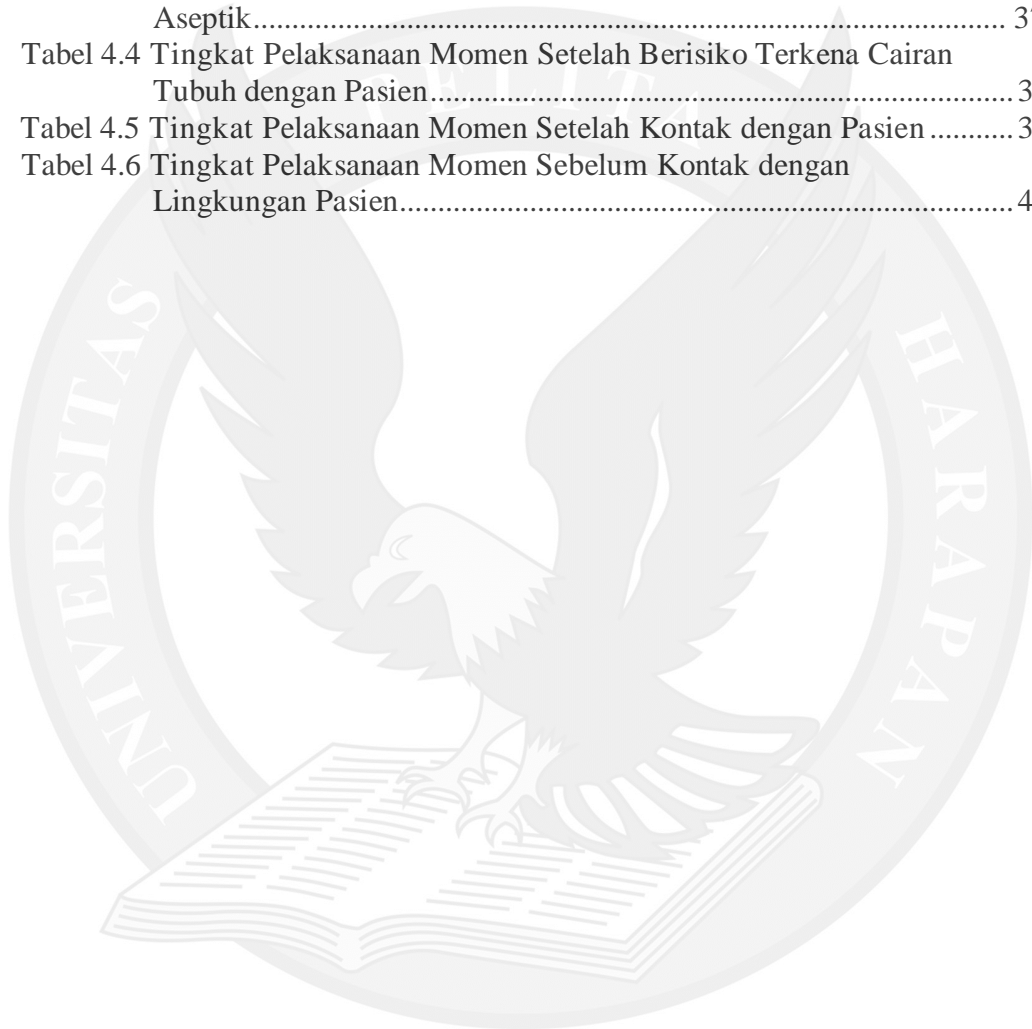 Aseptik.................................................................................................. 3
Tabel 4.4 Tingkat Pelaksanaan Momen Setelah Berisiko Terkena Cairan
Tubuh dengan Pasien........................................................................... 3
Tabel 4.5 Tingkat Pelaksanaan Momen Setelah Kontak dengan Pasien ........... 3
Tabel 4.6 Tingkat Pelaksanaan Momen Sebelum Kontak dengan
Lingkungan Pasien............................................................................... 4
UNIVERSITAS PELITA HARAPAN